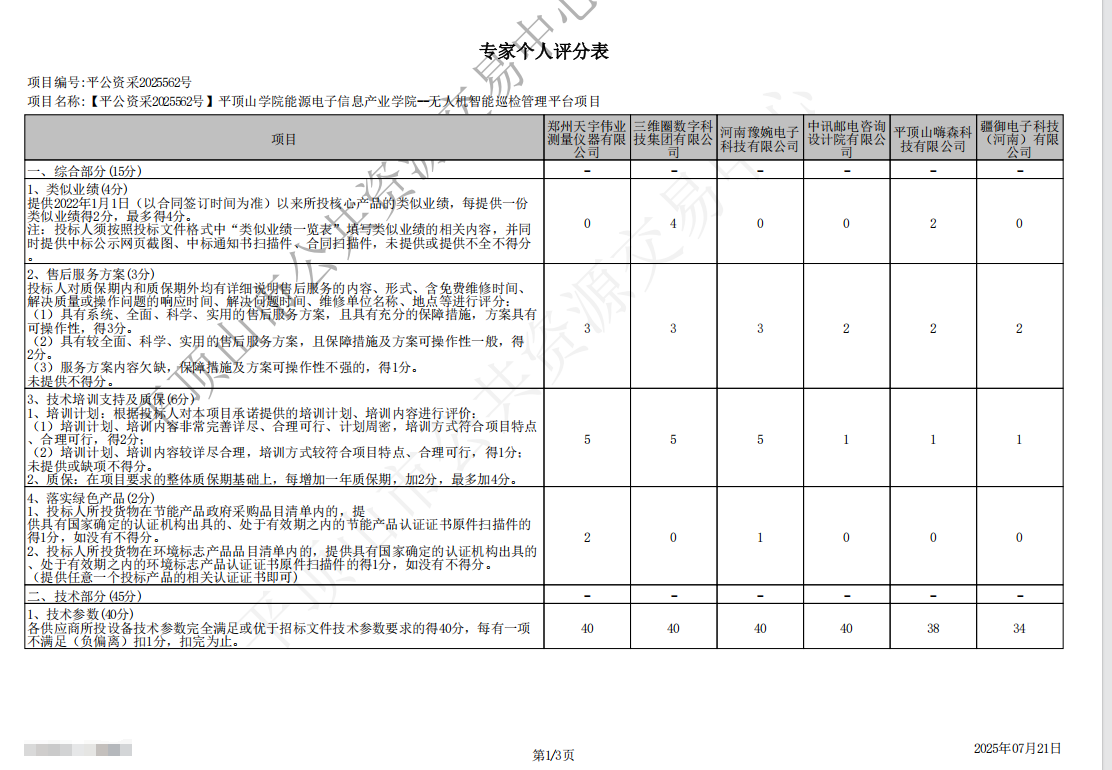 专家个人评分表
项目编号:平公资采2025562号
项目名称:【平公资采2025562号】平顶山学院能源电子信息产业学院——无人机智能巡检管理平台项目
项目
郑州天宇伟业
测量仪器有限
公司
三维圈数字科
技集团有限公
司
河南豫婉电子
科技有限公司
中讯邮电咨询
设计院有限公
司
平顶山嗨森科
技有限公司
疆御电子科技
（河南）有限
公司
一、综合部分(15分)
— — — — — —
1、类似业绩(4分)
提供2022年1月1日（以合同签订时间为准）以来所投核心产品的类似业绩，每提供一份
类似业绩得2分，最多得4分。
注：投标人须按照投标文件格式中“类似业绩一览表”填写类似业绩的相关内容，并同
时提供中标公示网页截图、中标通知书扫描件、合同扫描件，未提供或提供不全不得分
。
0 4 0 0 2 0
2、售后服务方案(3分)
投标人对质保期内和质保期外均有详细说明售后服务的内容、形式、含免费维修时间、
解决质量或操作问题的响应时间、解决问题时间、维修单位名称、地点等进行评分：
（1）具有系统、全面、科学、实用的售后服务方案，且具有充分的保障措施，方案具有
可操作性，得3分。
（2）具有较全面、科学、实用的售后服务方案，且保障措施及方案可操作性一般，得
2分。
（3）服务方案内容欠缺，保障措施及方案可操作性不强的，得1分。
未提供不得分。
3 3 3 2 2 2
3、技术培训支持及质保(6分)
1、培训计划：根据投标人对本项目承诺提供的培训计划、培训内容进行评价：
（1）培训计划、培训内容非常完善详尽、合理可行、计划周密，培训方式符合项目特点
、合理可行，得2分；
（2）培训计划、培训内容较详尽合理，培训方式较符合项目特点、合理可行，得1分；
未提供或缺项不得分。
2、质保：在项目要求的整体质保期基础上，每增加一年质保期，加2分，最多加4分。
5 5 5 1 1 1
4、落实绿色产品(2分)
1、投标人所投货物在节能产品政府采购品目清单内的，提
供具有国家确定的认证机构出具的、处于有效期之内的节能产品认证证书原件扫描件的
得1分，如没有不得分。
2、投标人所投货物在环境标志产品品目清单内的，提供具有国家确定的认证机构出具的
、处于有效期之内的环境标志产品认证证书原件扫描件的得1分，如没有不得分。
（提供任意一个投标产品的相关认证证书即可）
2 0 1 0 0 0
二、技术部分(45分)
— — — — — —
1、技术参数(40分)
各供应商所投设备技术参数完全满足或优于招标文件技术参数要求的得40分，每有一项
不满足（负偏离）扣1分，扣完为止。
40 40 40 40 38 34
平顶山市公共资源交易中心
平顶山市公共资源交易中心
第1/3页
2025年07月21日